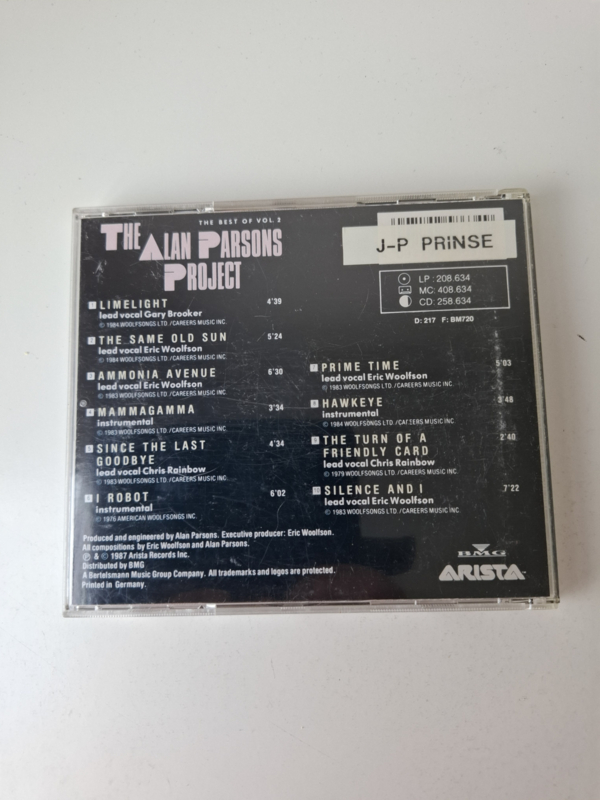 THE BEST OF VOL. 2
THE ALAN PARSONS
PROJECT
J-P PRINSE
LP: 208.634
MC: 408.634
CD: 258.634
D: 217 F: BM720
1 LIMELIGHT 4'39
lead vocal Gary Brooker
© 1984 WOOLFSONGS LTD./CAREERS MUSIC INC.
2 THE SAME OLD SUN 5'24
lead vocal Eric Woolfson
© 1984 WOOLFSONGS LTD./CAREERS MUSIC INC.
3 AMMONIA AVENUE 6'30
lead vocal Eric Woolfson
© 1983 WOOLFSONGS LTD./CAREERS MUSIC INC.
4 MAMMAGAMMA 3'34
instrumental
© 1983 WOOLFSONGS LTD./CAREERS MUSIC INC.
5 SINCE THE LAST 4'34
GOODBYE
lead vocal Chris Rainbow
© 1983 WOOLFSONGS LTD./CAREERS MUSIC INC.
6 I ROBOT 6'02
instrumental
© 1976 AMERICAN WOOLFSONGS INC.
7 PRIME TIME 5'03
lead vocal Eric Woolfson
© 1983 WOOLFSONGS LTD./CAREERS MUSIC INC.
8 HAWKEYE 3'48
instrumental
© 1984 WOOLFSONGS LTD./CAREERS MUSIC INC.
9 THE TURN OF A 2'40
FRIENDLY CARD
lead vocal Chris Rainbow
© 1979 WOOLFSONGS LTD./CAREERS MUSIC INC.
10 SILENCE AND I 7'22
lead vocal Eric Woolfson
© 1983 WOOLFSONGS LTD./CAREERS MUSIC INC.
Produced and engineered by Alan Parsons. Executive producer: Eric Woolfson.
All compositions by Eric Woolfson and Alan Parsons.
℗ & © 1987 Arista Records Inc.
Distributed by BMG
A Bertelsmann Music Group Company. All trademarks and logos are protected.
Printed in Germany.
BMG
ARISTA